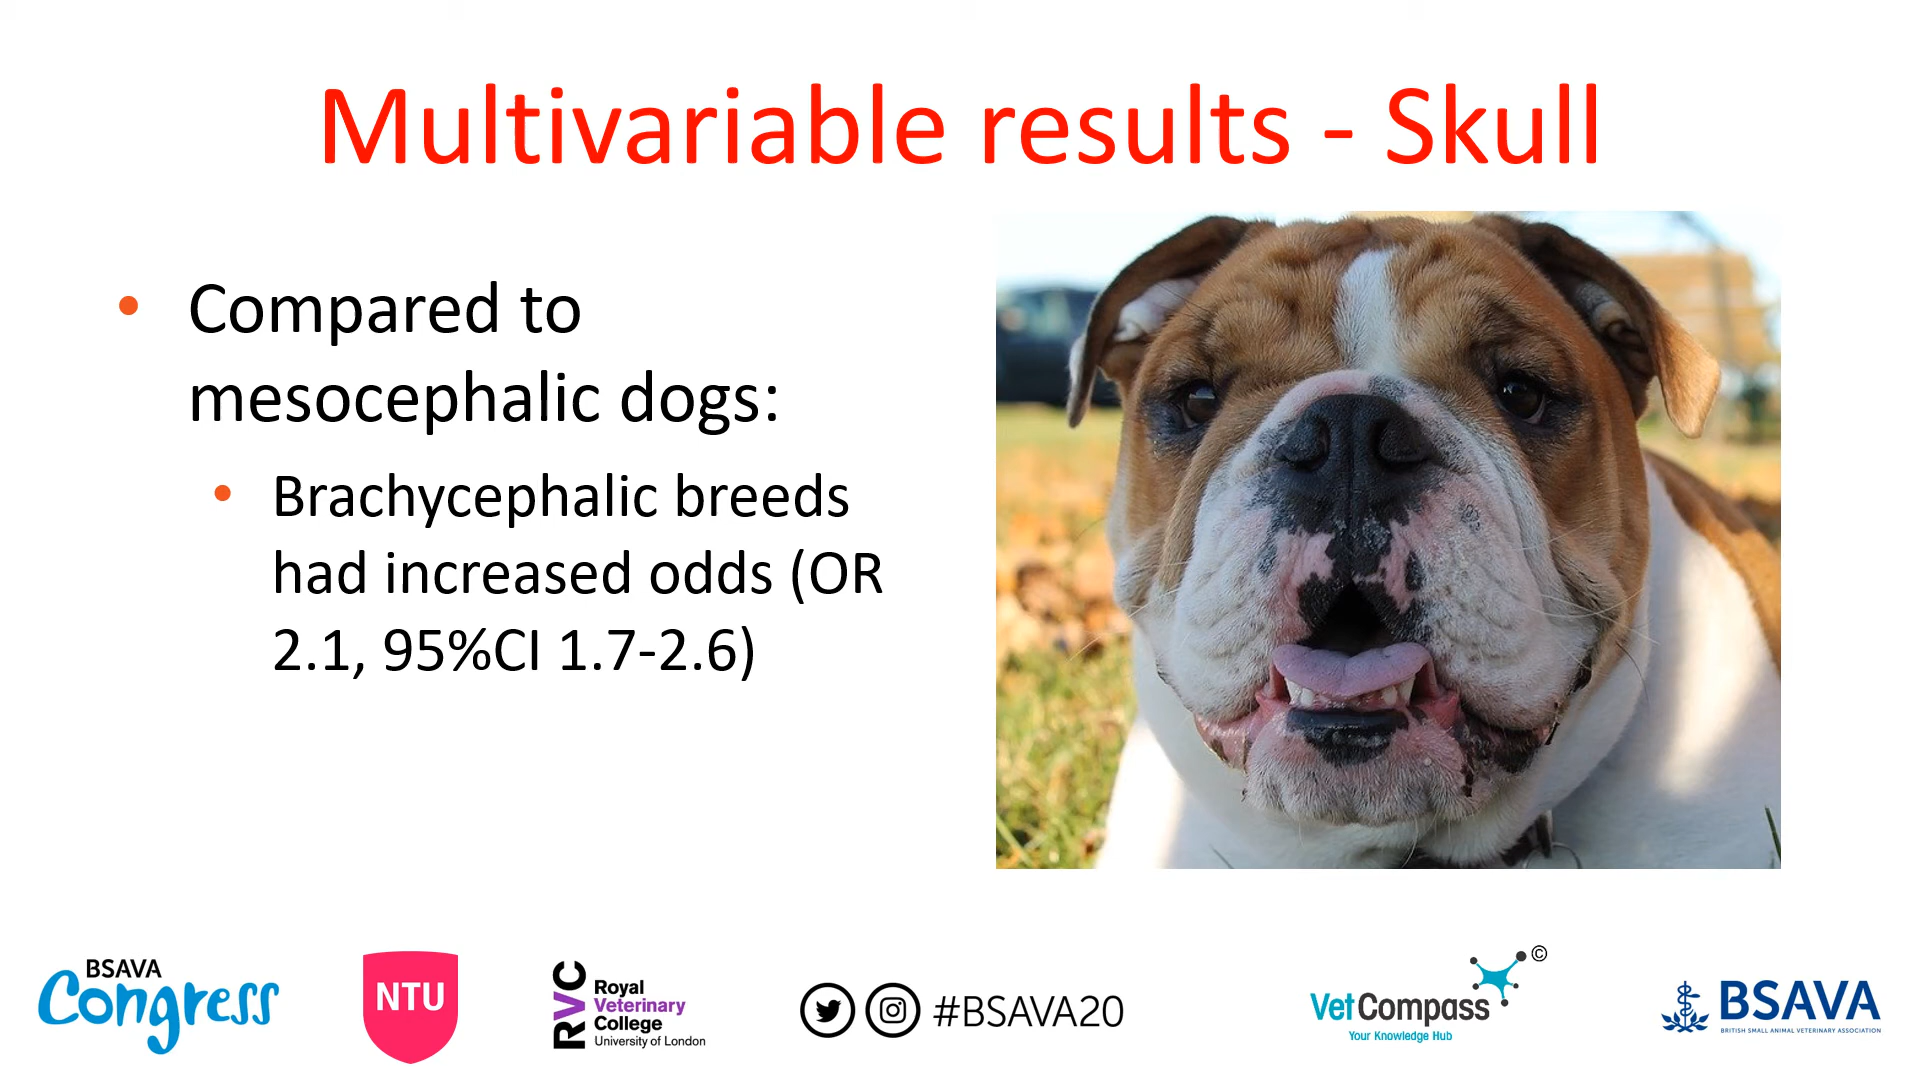 Multivariable results - Skull
• Compared to
mesocephalic dogs:
• Brachycephalic breeds
had increased odds (OR
2.1, 95%CI 1.7-2.6)
BSAVA
Congress
NTU
RVC
Royal
Veterinary
College
University of London
#BSAVA20
VetCompass ©
Your Knowledge Hub
BSAVA
BRITISH SMALL ANIMAL VETERINARY ASSOCIATION